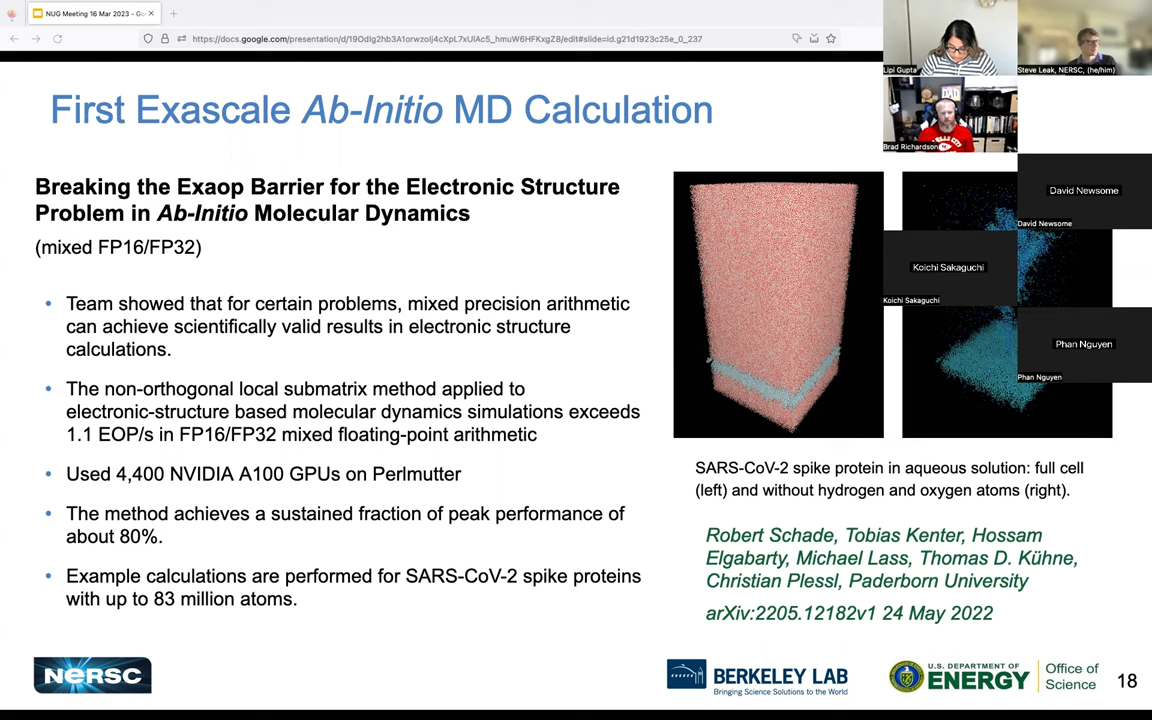 NUG Meeting 16 Mar 2023 - Go
https://docs.google.com/presentation/d/
First Exascale Ab-Initio MD Calculation
Breaking the Exaop Barrier for the Electronic Structure
Problem in Ab-Initio Molecular Dynamics
(mixed FP16/FP32)
• Team showed that for certain problems, mixed precision arithmetic
can achieve scientifically valid results in electronic structure
calculations.
• The non-orthogonal local submatrix method applied to
electronic-structure based molecular dynamics simulations exceeds
1.1 EOP/s in FP16/FP32 mixed floating-point arithmetic
• Used 4,400 NVIDIA A100 GPUs on Perlmutter
• The method achieves a sustained fraction of peak performance of
about 80%.
• Example calculations are performed for SARS-CoV-2 spike proteins
with up to 83 million atoms.
SARS-CoV-2 spike protein in aqueous solution: full cell
(left) and without hydrogen and oxygen atoms (right).
Robert Schade, Tobias Kenter, Hossam
Elgabarty, Michael Lass, Thomas D. Kühne,
Christian Plessl, Paderborn University
arXiv:2205.12182v1 24 May 2022
Lipi Gupta
Steve Leak, NERSC, (he/him)
DAD
Brad Richardson
David Newsome
David Newsome
Koichi Sakaguchi
Koichi Sakaguchi
Phan Nguyen
Phan Nguyen
NERSC
BERKELEY LAB
Bringing Science Solutions to the World
U.S. DEPARTMENT OF
ENERGY
Office of
Science
18